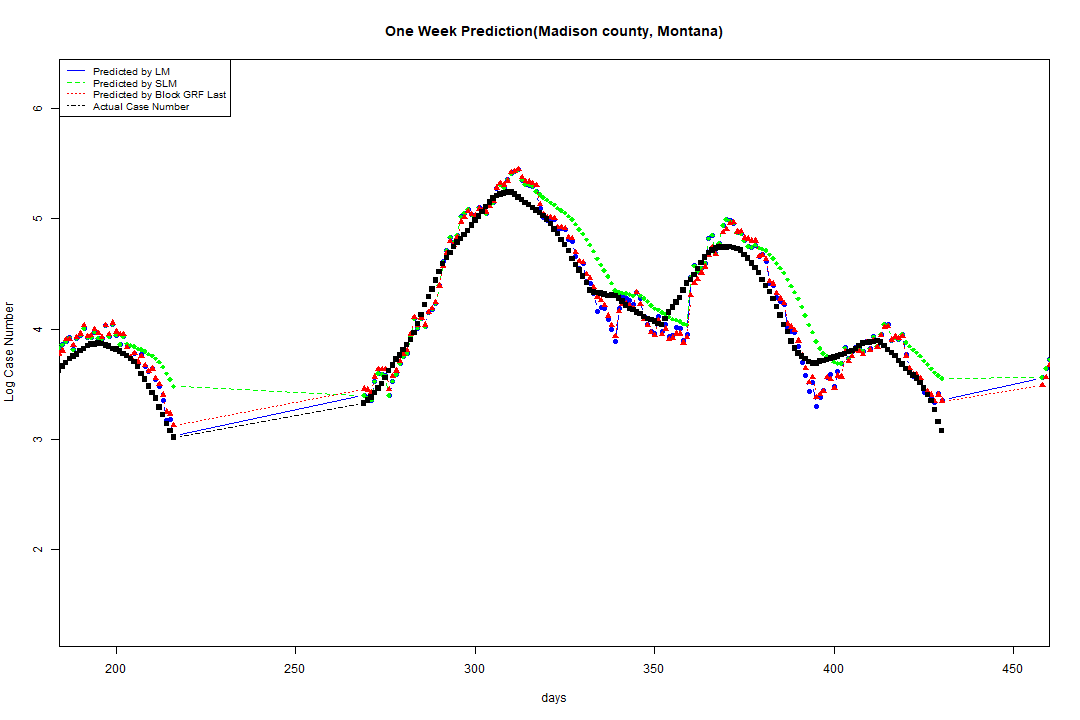 One Week Prediction(Madison county, Montana)
Predicted by LM
Predicted by SLM
Predicted by Block GRF Last
Actual Case Number
6
5
4
3
2
Log Case Number
200 250 300 350 400 450
days